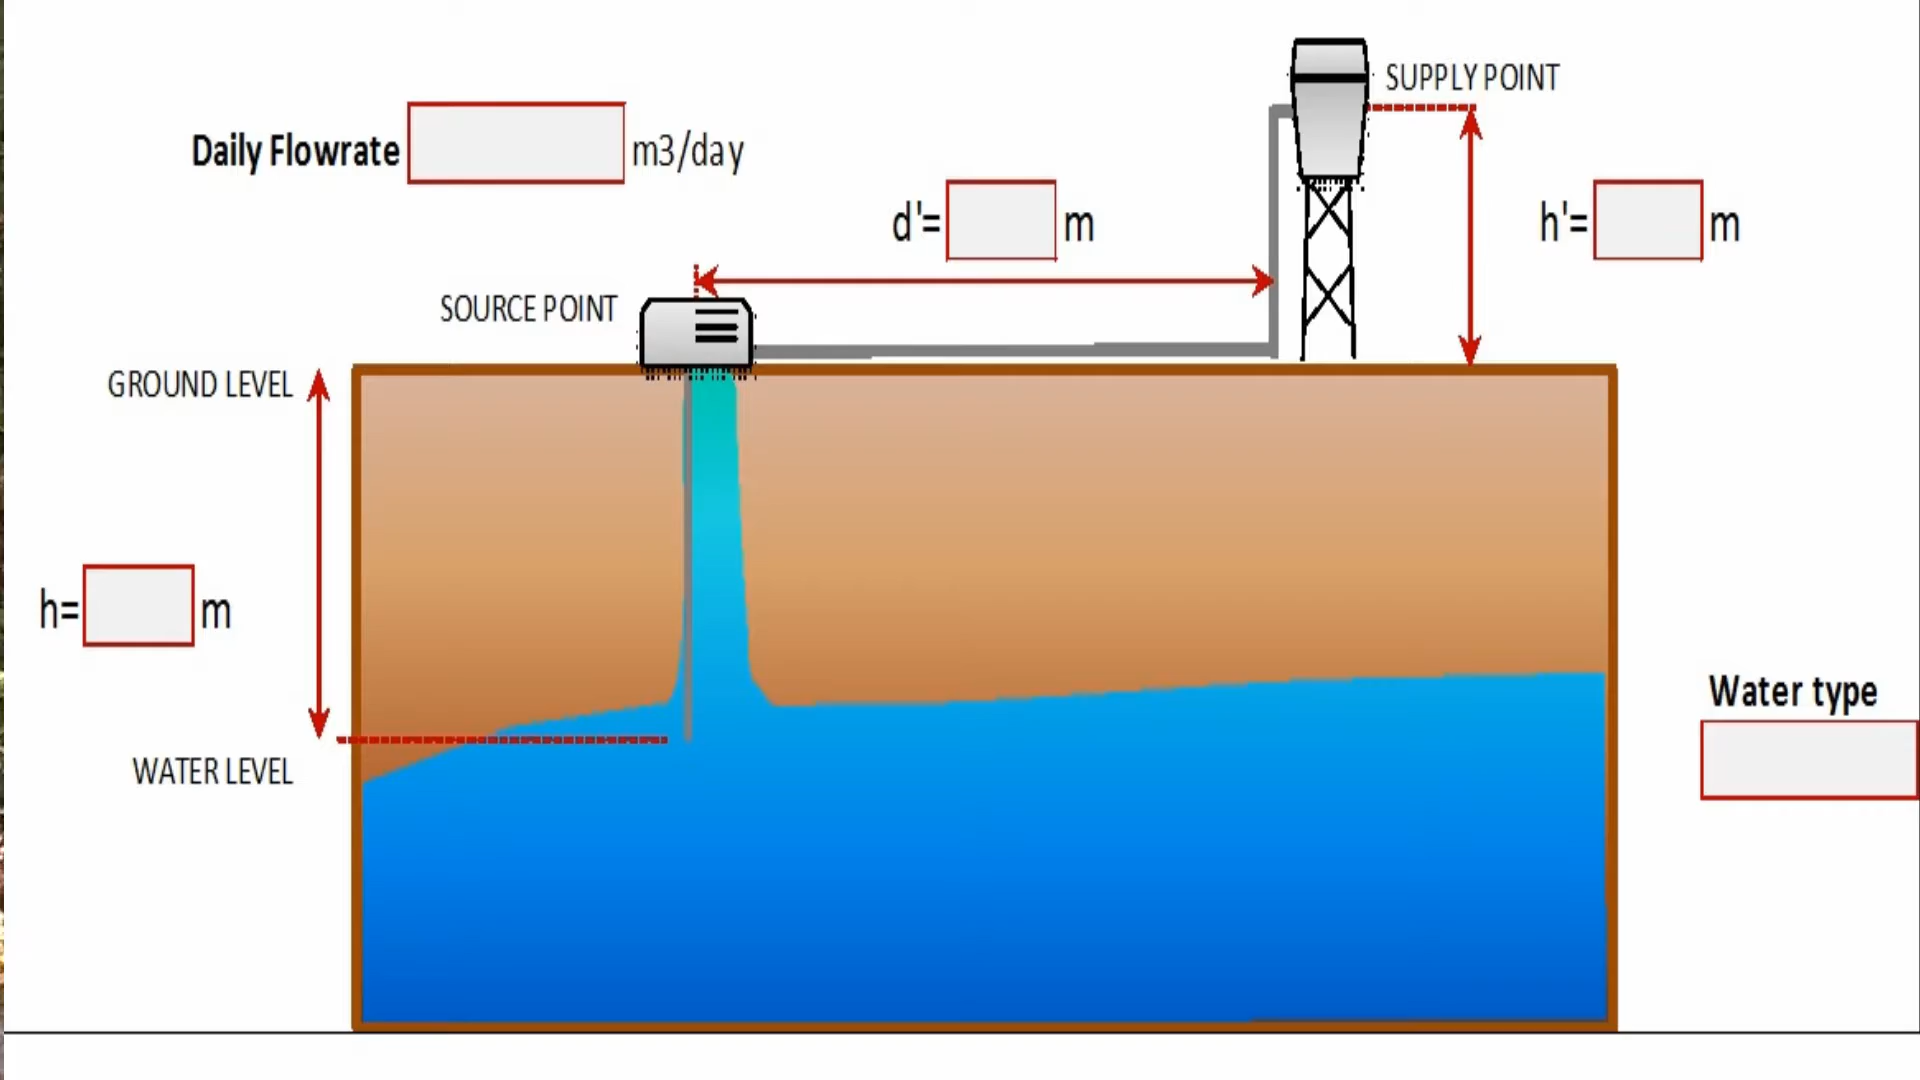 SUPPLY POINT
Daily Flowrate m3/day
d'= m
h'= m
SOURCE POINT
GROUND LEVEL
h= m
Water type
WATER LEVEL